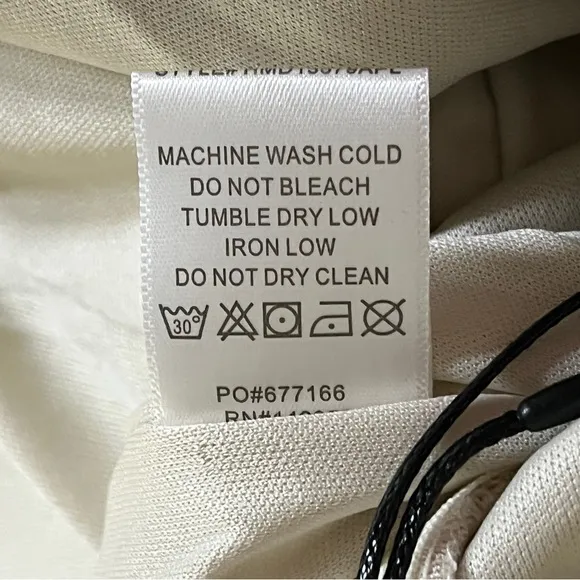 MACHINE WASH COLD
DO NOT BLEACH
TUMBLE DRY LOW
IRON LOW
DO NOT DRY CLEAN
30°
PO#677166